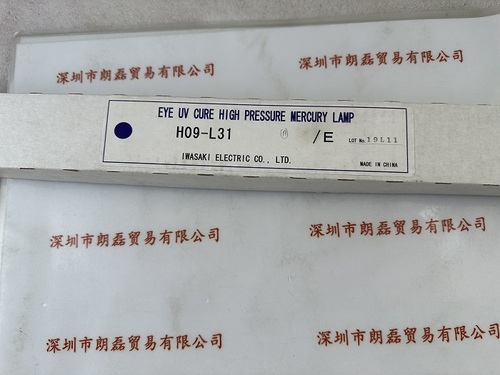 深圳市朗磊贸易有限公司
深圳市朗磊贸易有限公司
EYE UV CURE HIGH PRESSURE MERCURY LAMP
H09-L31 /E LOT No. 19L11
IWASAKI ELECTRIC CO., LTD.
MADE IN CHINA
深圳市朗磊贸易有限公司
深圳市朗磊贸易有限公司
深圳市朗磊贸易有限公司
深圳市朗磊贸易有限公司